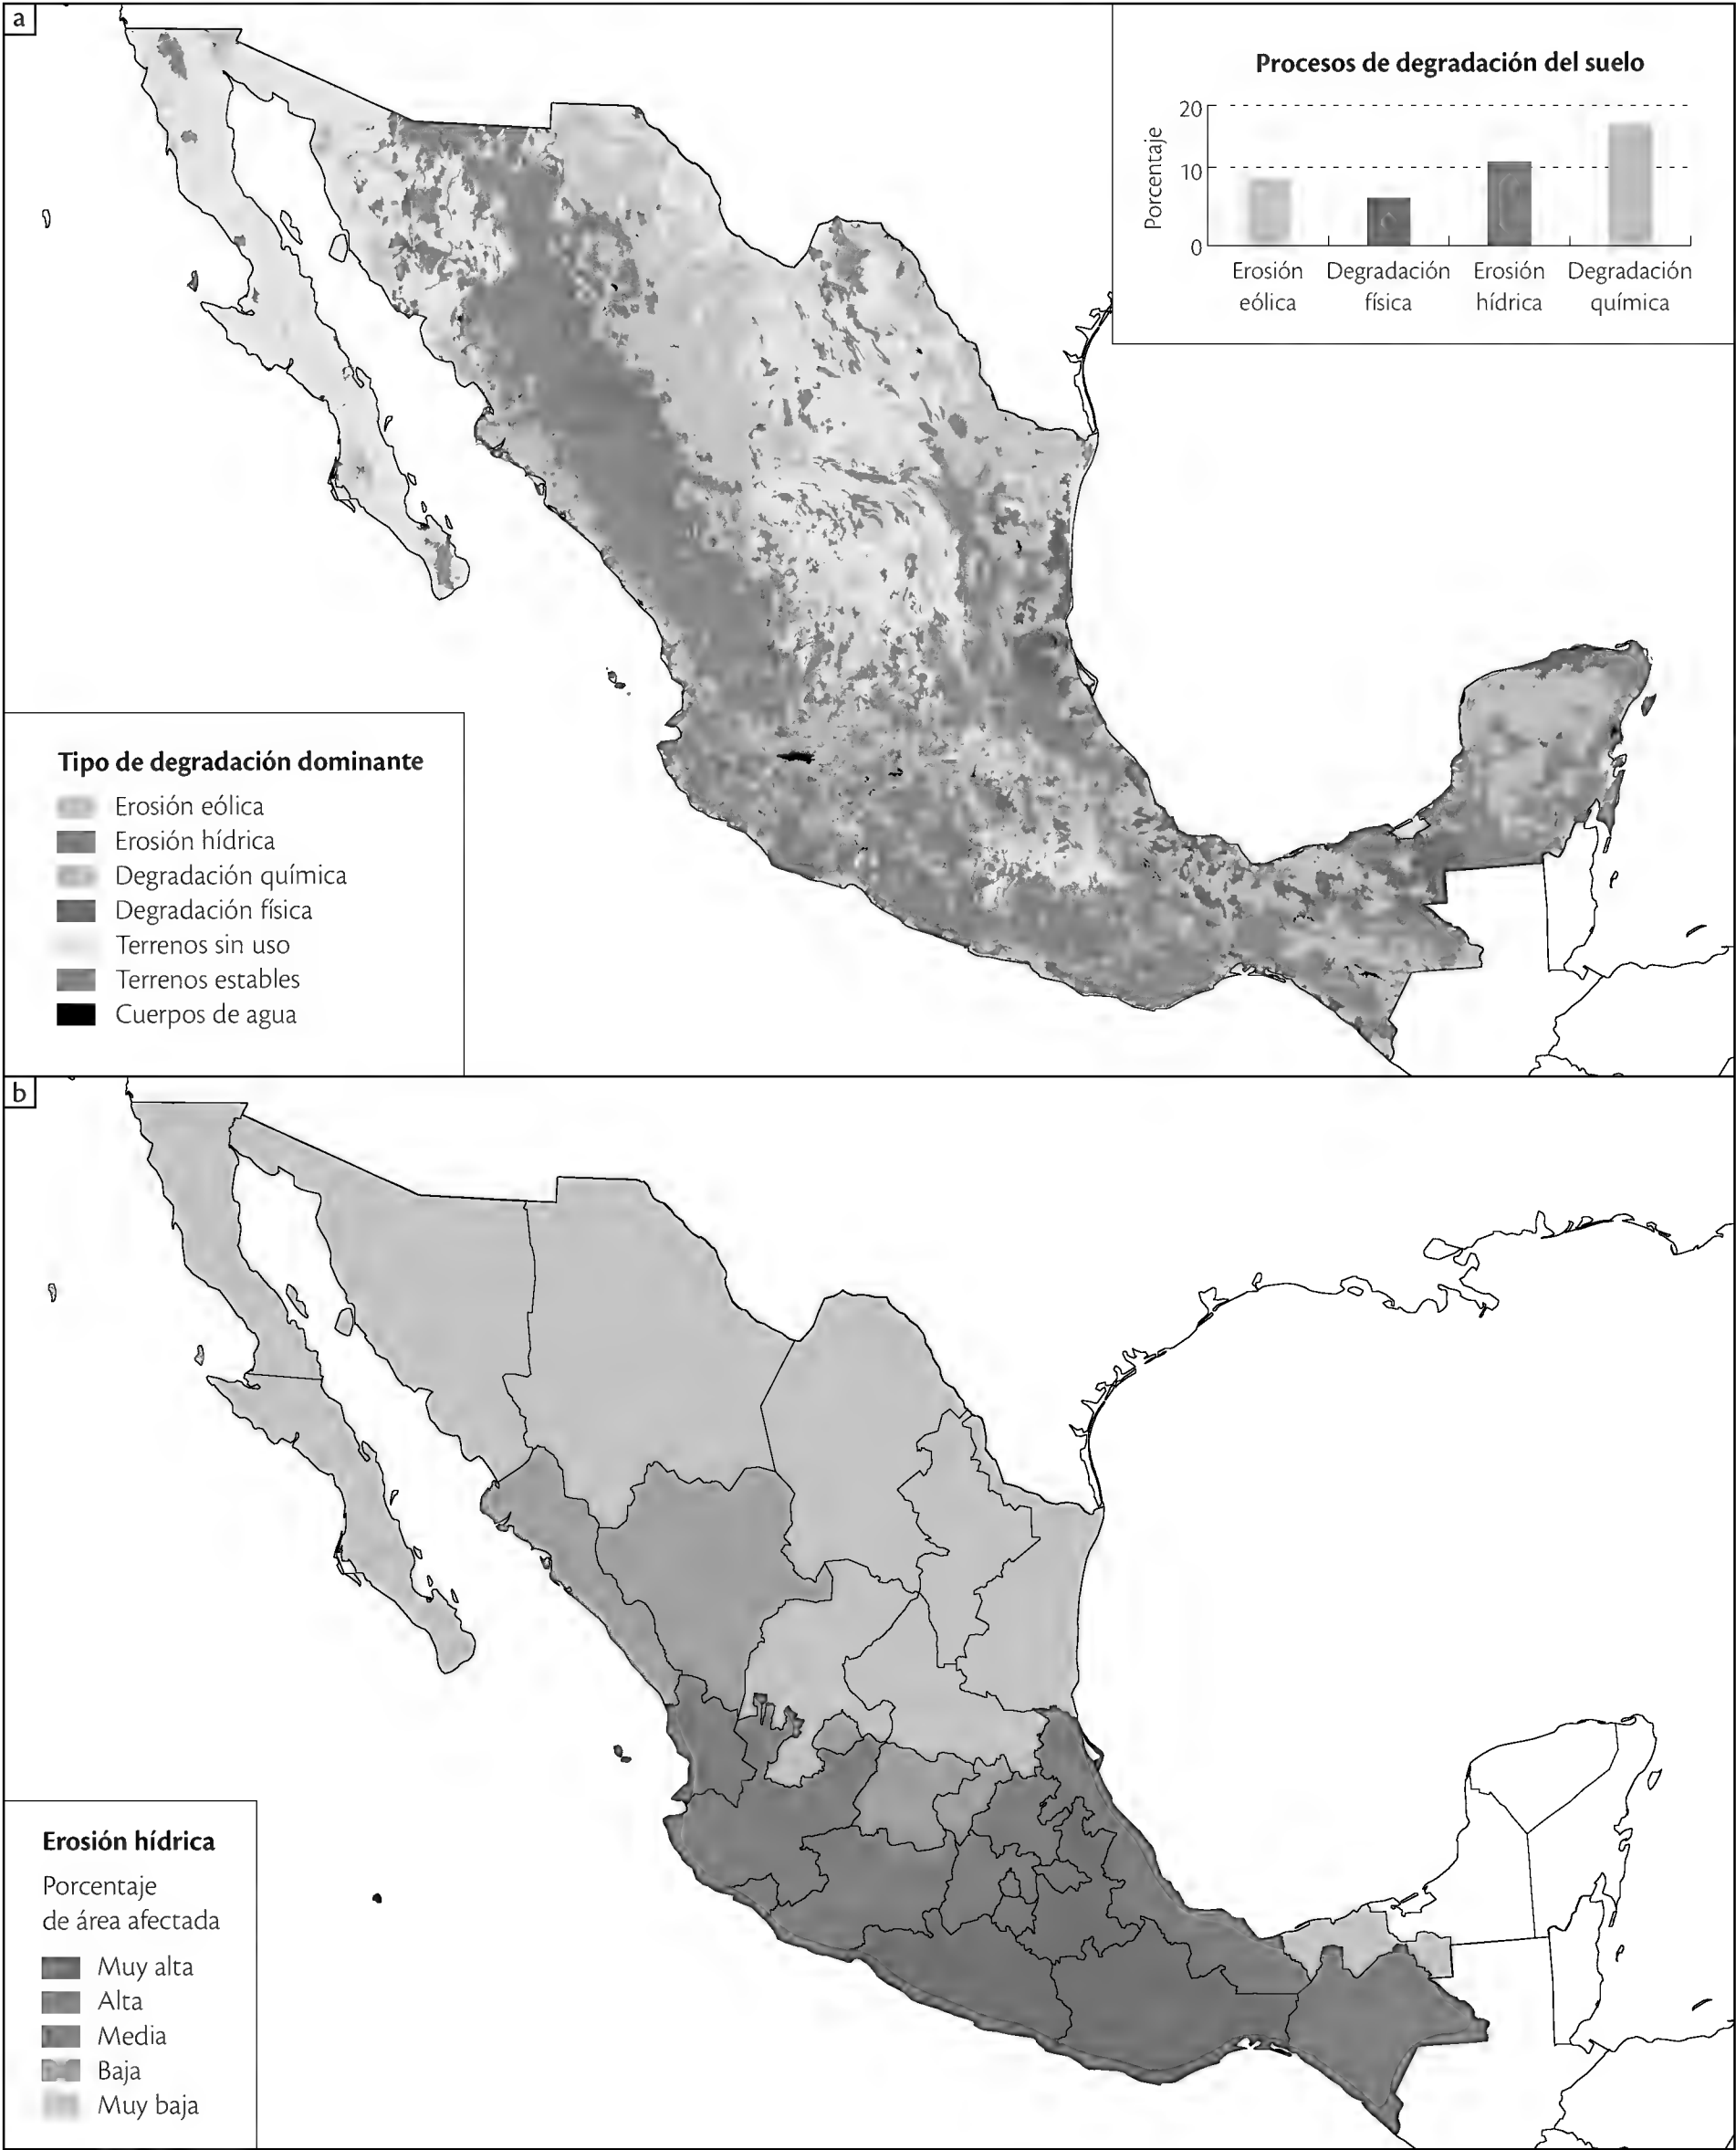 a
Procesos de degradación del suelo
Porcentaje
20
10
0
Erosión eólica
Degradación física
Erosión hídrica
Degradación química
Tipo de degradación dominante
Erosión eólica
Erosión hídrica
Degradación química
Degradación física
Terrenos sin uso
Terrenos estables
Cuerpos de agua
b
Erosión hídrica
Porcentaje
de área afectada
Muy alta
Alta
Media
Baja
Muy baja